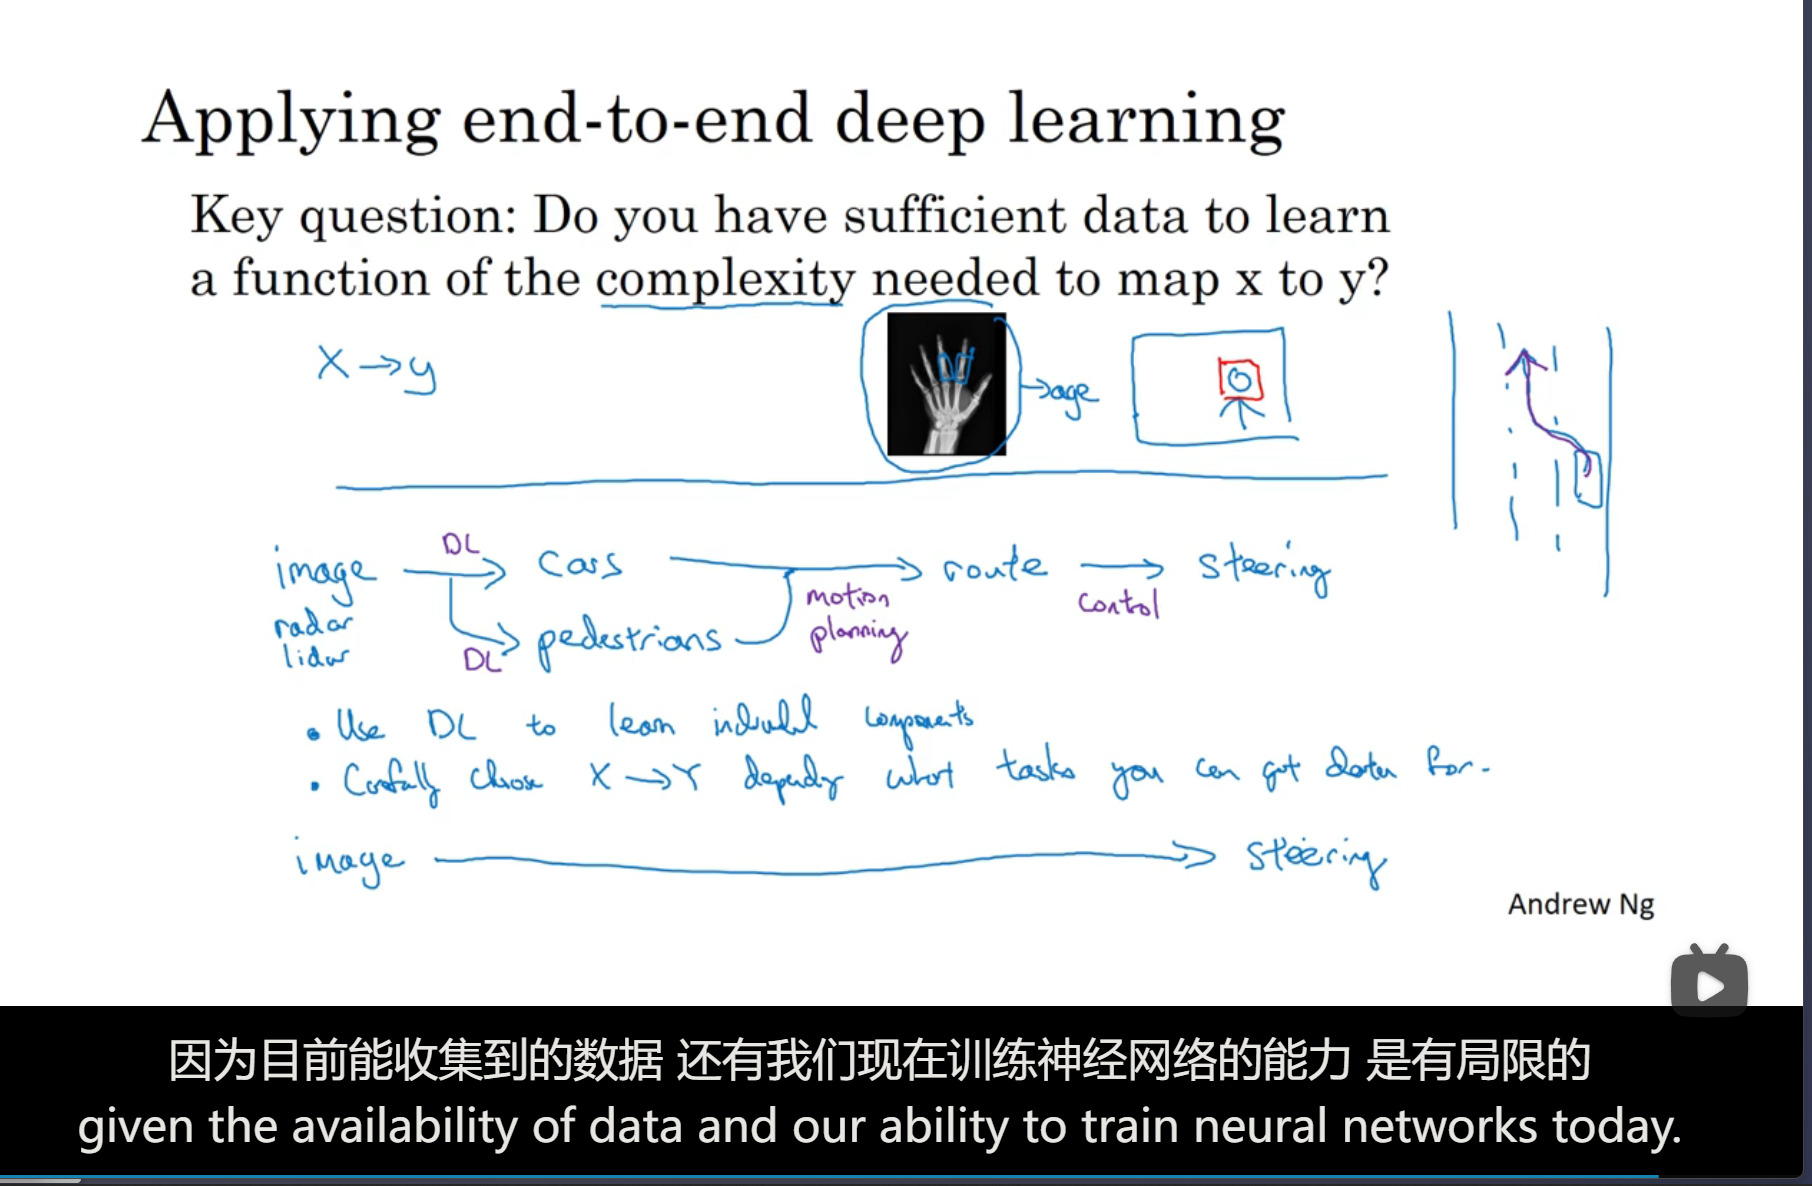 Applying end-to-end deep learning
Key question: Do you have sufficient data to learn
a function of the complexity needed to map x to y?
X → y
→ age
image DL → cars → route → steering
radar
lidar
DL → pedestrians
motion
planning
control
• Use DL to learn individual components
• Carefully choose X → Y depending what tasks you can get data for.
image → steering
Andrew Ng
因为目前能收集到的数据 还有我们现在训练神经网络的能力 是有局限的
given the availability of data and our ability to train neural networks today.